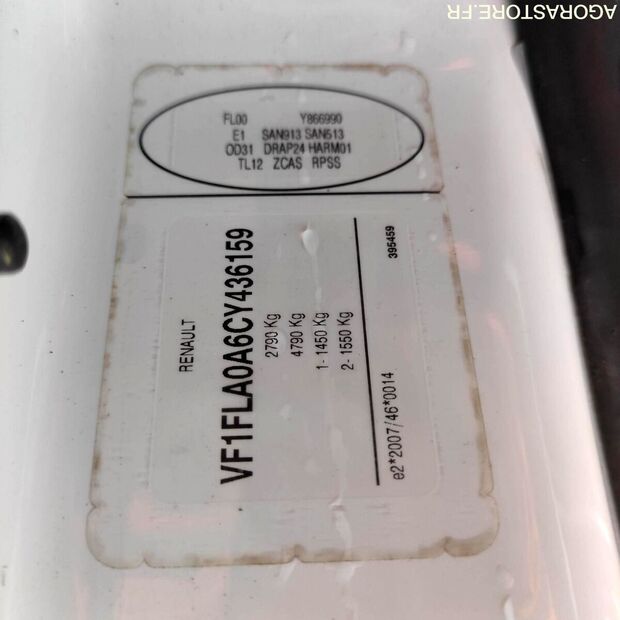 AGORASTORE.FR
FL00 Y866990
E1 SAN913 SAN513
OD31 DRAP24 HARM01
TL12 ZCAS RPSS
RENAULT
VF1FLA0A6CY436159
2790 Kg
4790 Kg
1- 1450 Kg
2- 1550 Kg
e2*2007/46*0014 395459